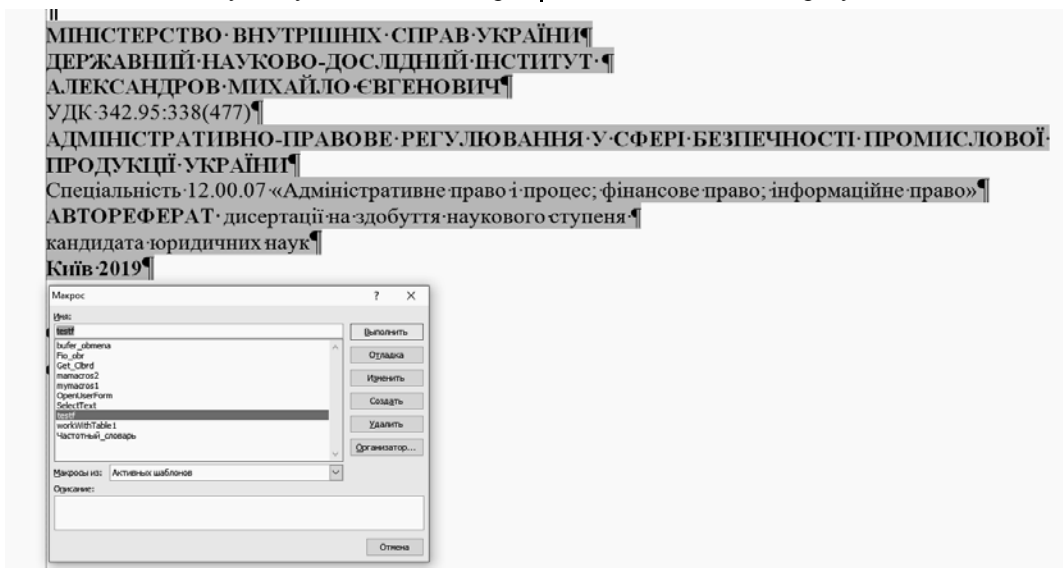 МІНІСТЕРСТВО ВНУТРІШНІХ СПРАВ УКРАЇНИ¶
ДЕРЖАВНИЙ НАУКОВО-ДОСЛІДНИЙ ІНСТИТУТ ¶
АЛЕКСАНДРОВ МИХАЙЛО ЄВГЕНОВИЧ¶
УДК 342.95:338(477)¶
АДМІНІСТРАТИВНО-ПРАВОВЕ РЕГУЛЮВАННЯ У СФЕРІ БЕЗПЕЧНОСТІ ПРОМИСЛОВОЇ
ПРОДУКЦІЇ УКРАЇНИ¶
Спеціальність 12.00.07 «Адміністративне право і процес; фінансове право; інформаційне право»¶
АВТОРЕФЕРАТ дисертації на здобуття наукового ступеня ¶
кандидата юридичних наук¶
Київ 2019¶
Макрос ? X
Имя:
testf
Выполнить
bufer_obmena
Fio_obr
Get_Clbrd
mamacros2
mymacros1
OpenUserForm
SelectText
testf
workWithTable1
Частотный_словарь
Отладка
Изменить
Создать
Удалить
Организатор...
Макросы из: Активных шаблонов
Описание:
Отмена